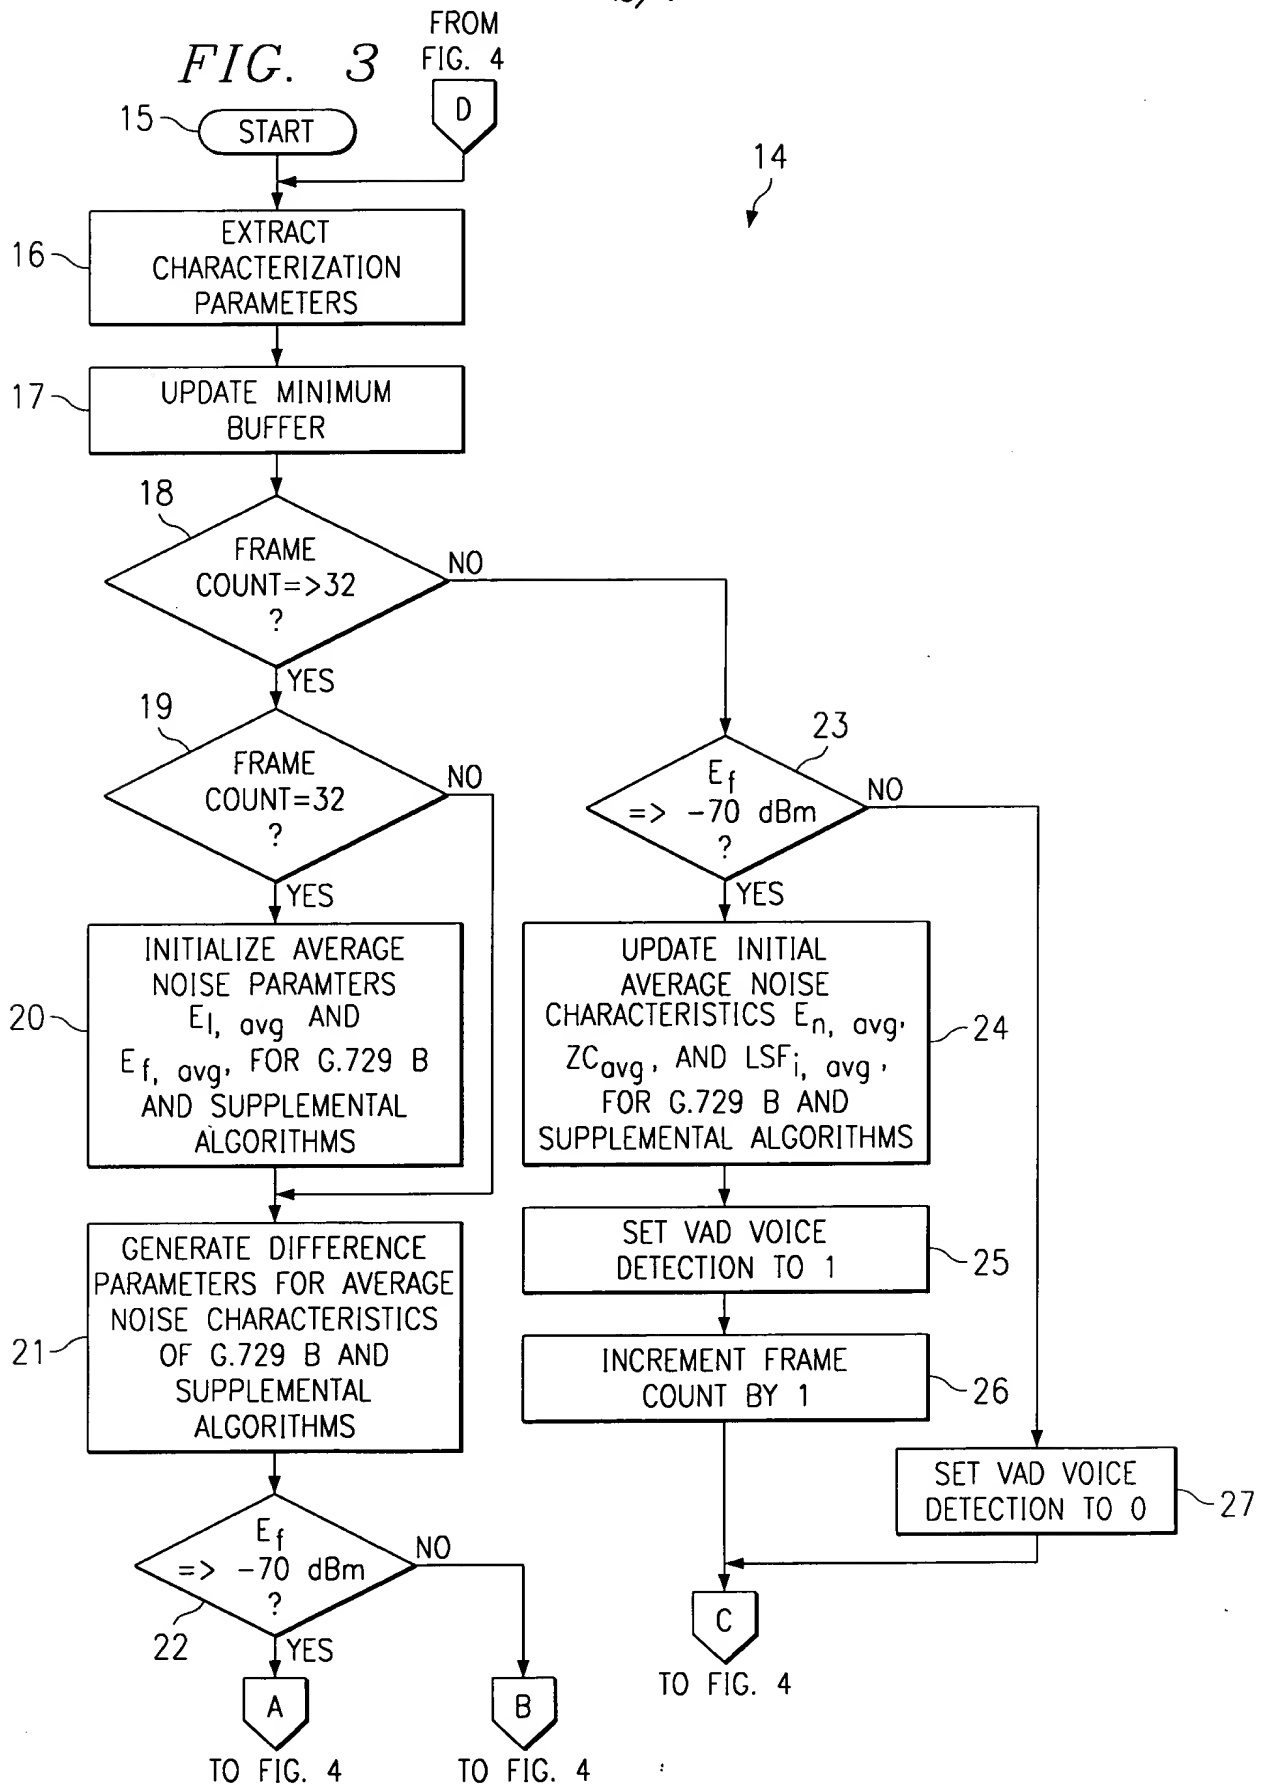 FROM
FIG. 4
FIG. 3
D
15
START
14
16
EXTRACT
CHARACTERIZATION
PARAMETERS
17
UPDATE MINIMUM
BUFFER
18
FRAME
COUNT=>32
?
NO
YES
19
FRAME
COUNT=32
?
NO
YES
23
Ef
=> -70 dBm
?
NO
YES
20
INITIALIZE AVERAGE
NOISE PARAMTERS
El, avg AND
Ef, avg, FOR G.729 B
AND SUPPLEMENTAL
ALGORITHMS
UPDATE INITIAL
AVERAGE NOISE
CHARACTERISTICS En, avg,
ZCavg, AND LSFi, avg,
FOR G.729 B AND
SUPPLEMENTAL ALGORITHMS
24
21
GENERATE DIFFERENCE
PARAMETERS FOR AVERAGE
NOISE CHARACTERISTICS
OF G.729 B AND
SUPPLEMENTAL
ALGORITHMS
SET VAD VOICE
DETECTION TO 1
25
INCREMENT FRAME
COUNT BY 1
26
SET VAD VOICE
DETECTION TO 0
27
22
Ef
=> -70 dBm
?
NO
YES
C
TO FIG. 4
A
TO FIG. 4
B
TO FIG. 4